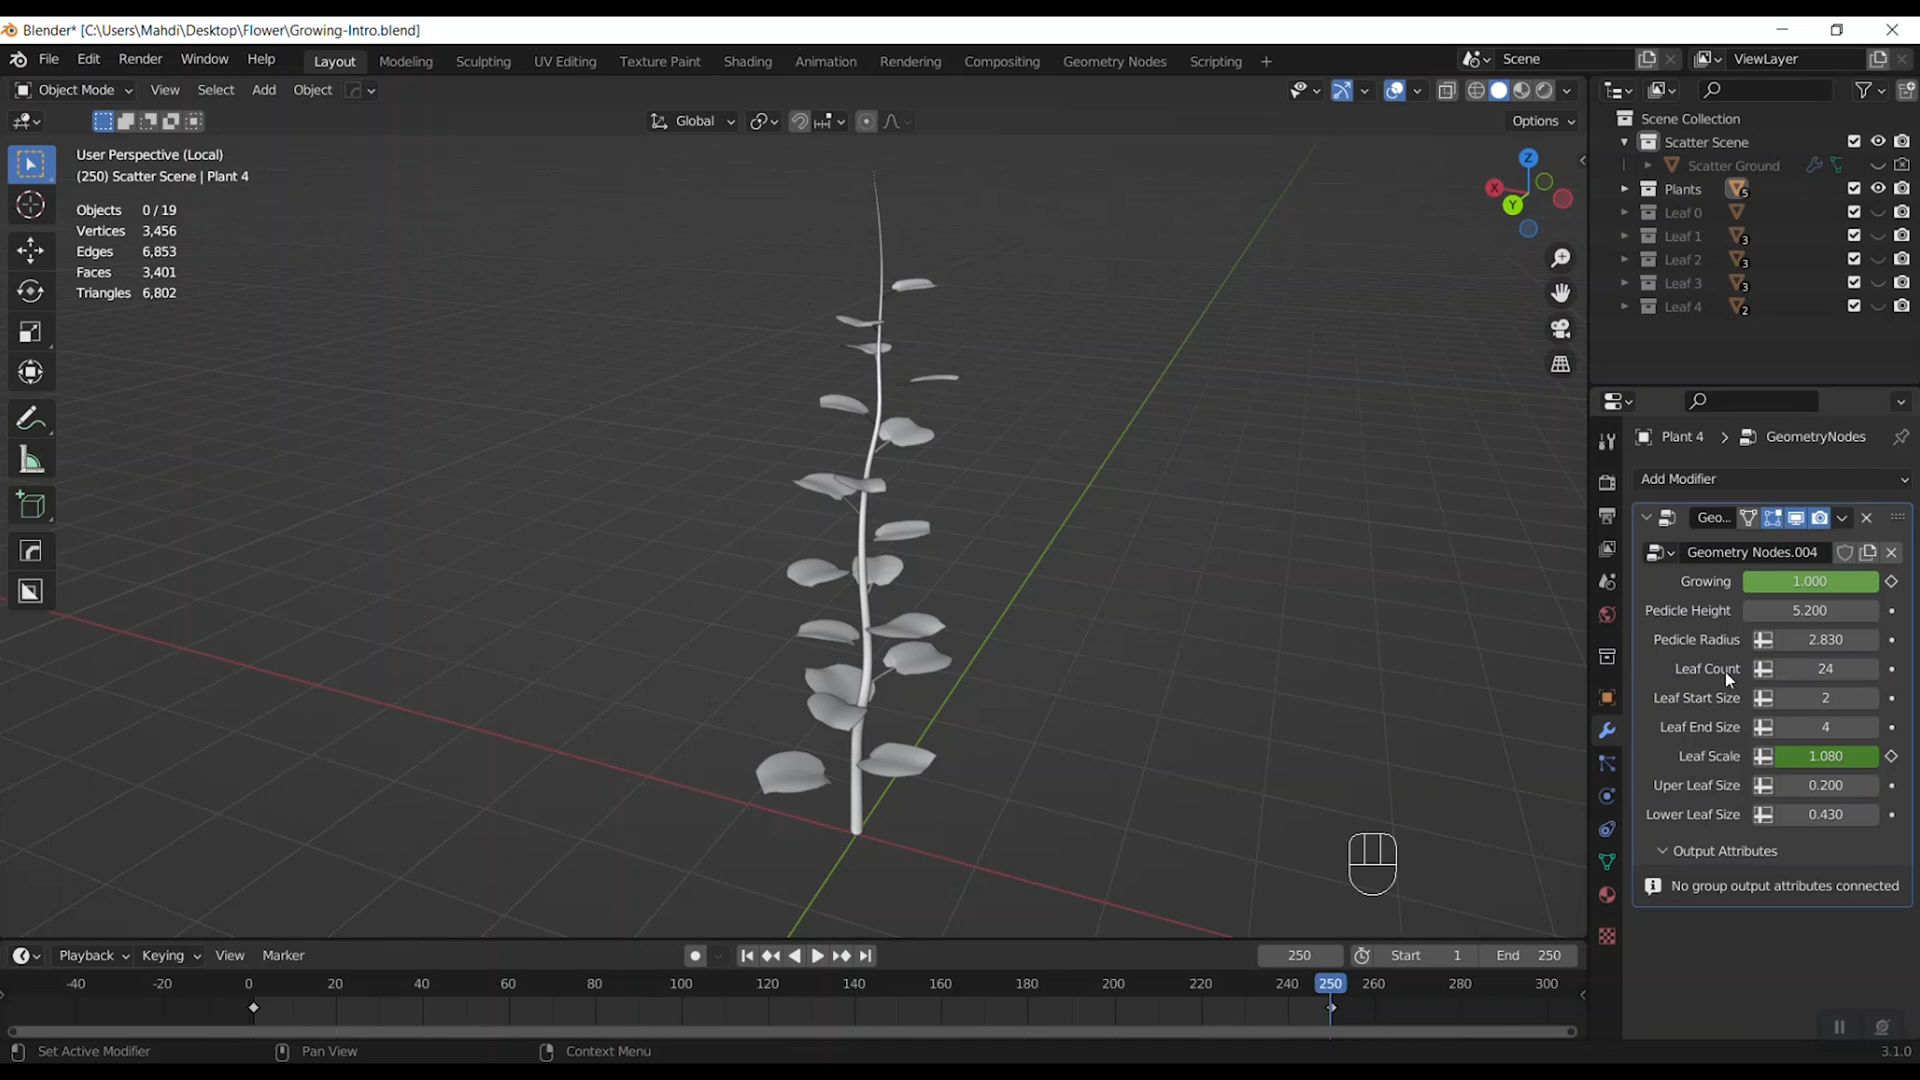 Blender* [C:\Users\Mahdi\Desktop\Flower\Growing-Intro.blend]
File Edit Render Window Help Layout Modeling Sculpting UV Editing Texture Paint Shading Animation Rendering Compositing Geometry Nodes Scripting + Scene ViewLayer
Object Mode View Select Add Object
Global Options
User Perspective (Local)
(250) Scatter Scene | Plant 4
Objects 0 / 19
Vertices 3,456
Edges 6,853
Faces 3,401
Triangles 6,802
Z
X
Y
Scene Collection
Scatter Scene
Scatter Ground
Plants 5
Leaf 0
Leaf 1 3
Leaf 2 3
Leaf 3 3
Leaf 4 2
Plant 4 > GeometryNodes
Add Modifier
Geo...
Geometry Nodes.004
Growing 1.000
Pedicle Height 5.200
Pedicle Radius 2.830
Leaf Count 24
Leaf Start Size 2
Leaf End Size 4
Leaf Scale 1.080
Uper Leaf Size 0.200
Lower Leaf Size 0.430
Output Attributes
No group output attributes connected
Playback Keying View Marker 250 Start 1 End 250
-40 -20 0 20 40 60 80 100 120 140 160 180 200 220 240 250 260 280 300
Set Active Modifier Pan View Context Menu 3.1.0